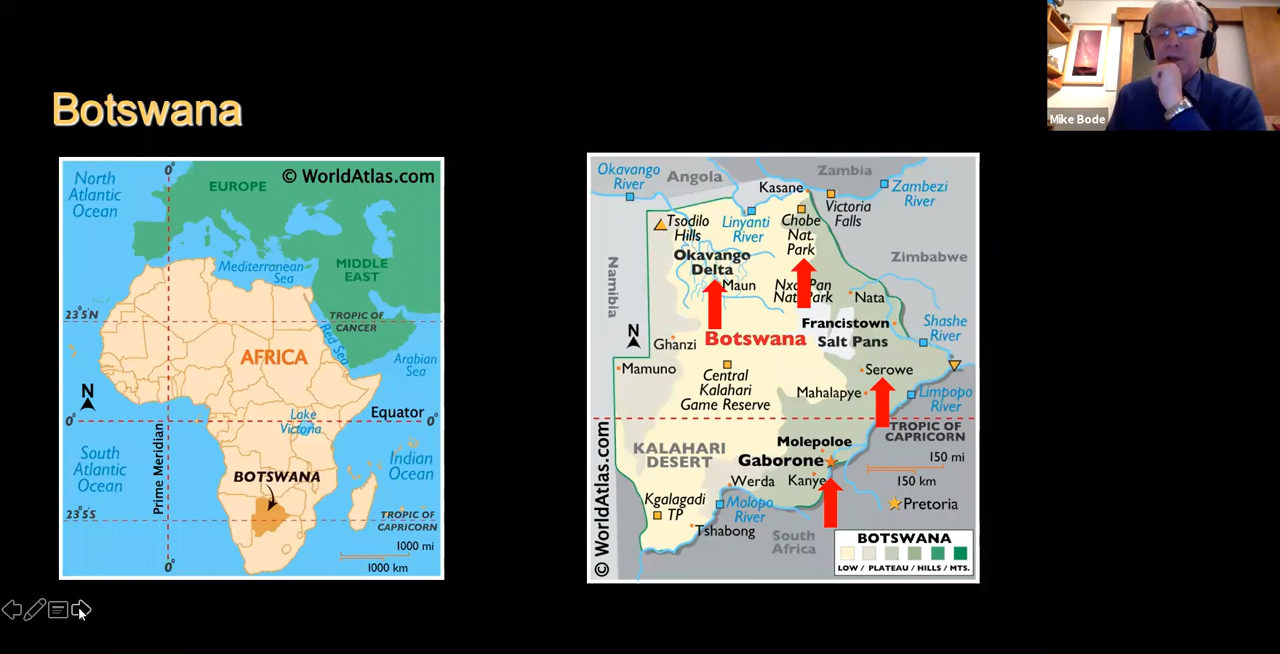 Botswana
Mike Bode
0°
© WorldAtlas.com
North
Atlantic
Ocean
EUROPE
Mediterranean
Sea
MIDDLE
EAST
23°5N
TROPIC OF
CANCER
Red Sea
AFRICA
Arabian
Sea
N
Lake
Victoria
Equator
0°
0°
South
Atlantic
Ocean
Prime Meridian
BOTSWANA
Indian
Ocean
23°5S
TROPIC OF
CAPRICORN
1000 mi
1000 km
0°
Okavango
River
Angola
Zambia
Kasane
Zambezi
River
Tsodilo
Hills
Linyanti
River
Chobe
Nat.
Park
Victoria
Falls
Okavango
Delta
Zimbabwe
Namibia
Maun
Nxai Pan
Nat. Park
Nata
N
Botswana
Francistown
Salt Pans
Shashe
River
Ghanzi
Mamuno
Central
Kalahari
Game Reserve
Serowe
Mahalapye
Limpopo
River
TROPIC OF
CAPRICORN
KALAHARI
DESERT
Molepoloe
Gaborone
150 mi
150 km
Werda
Kanye
Kgalagadi
TP
Molopo
River
Pretoria
Tshabong
South
Africa
© WorldAtlas.com
BOTSWANA
LOW / PLATEAU / HILLS / MTS.